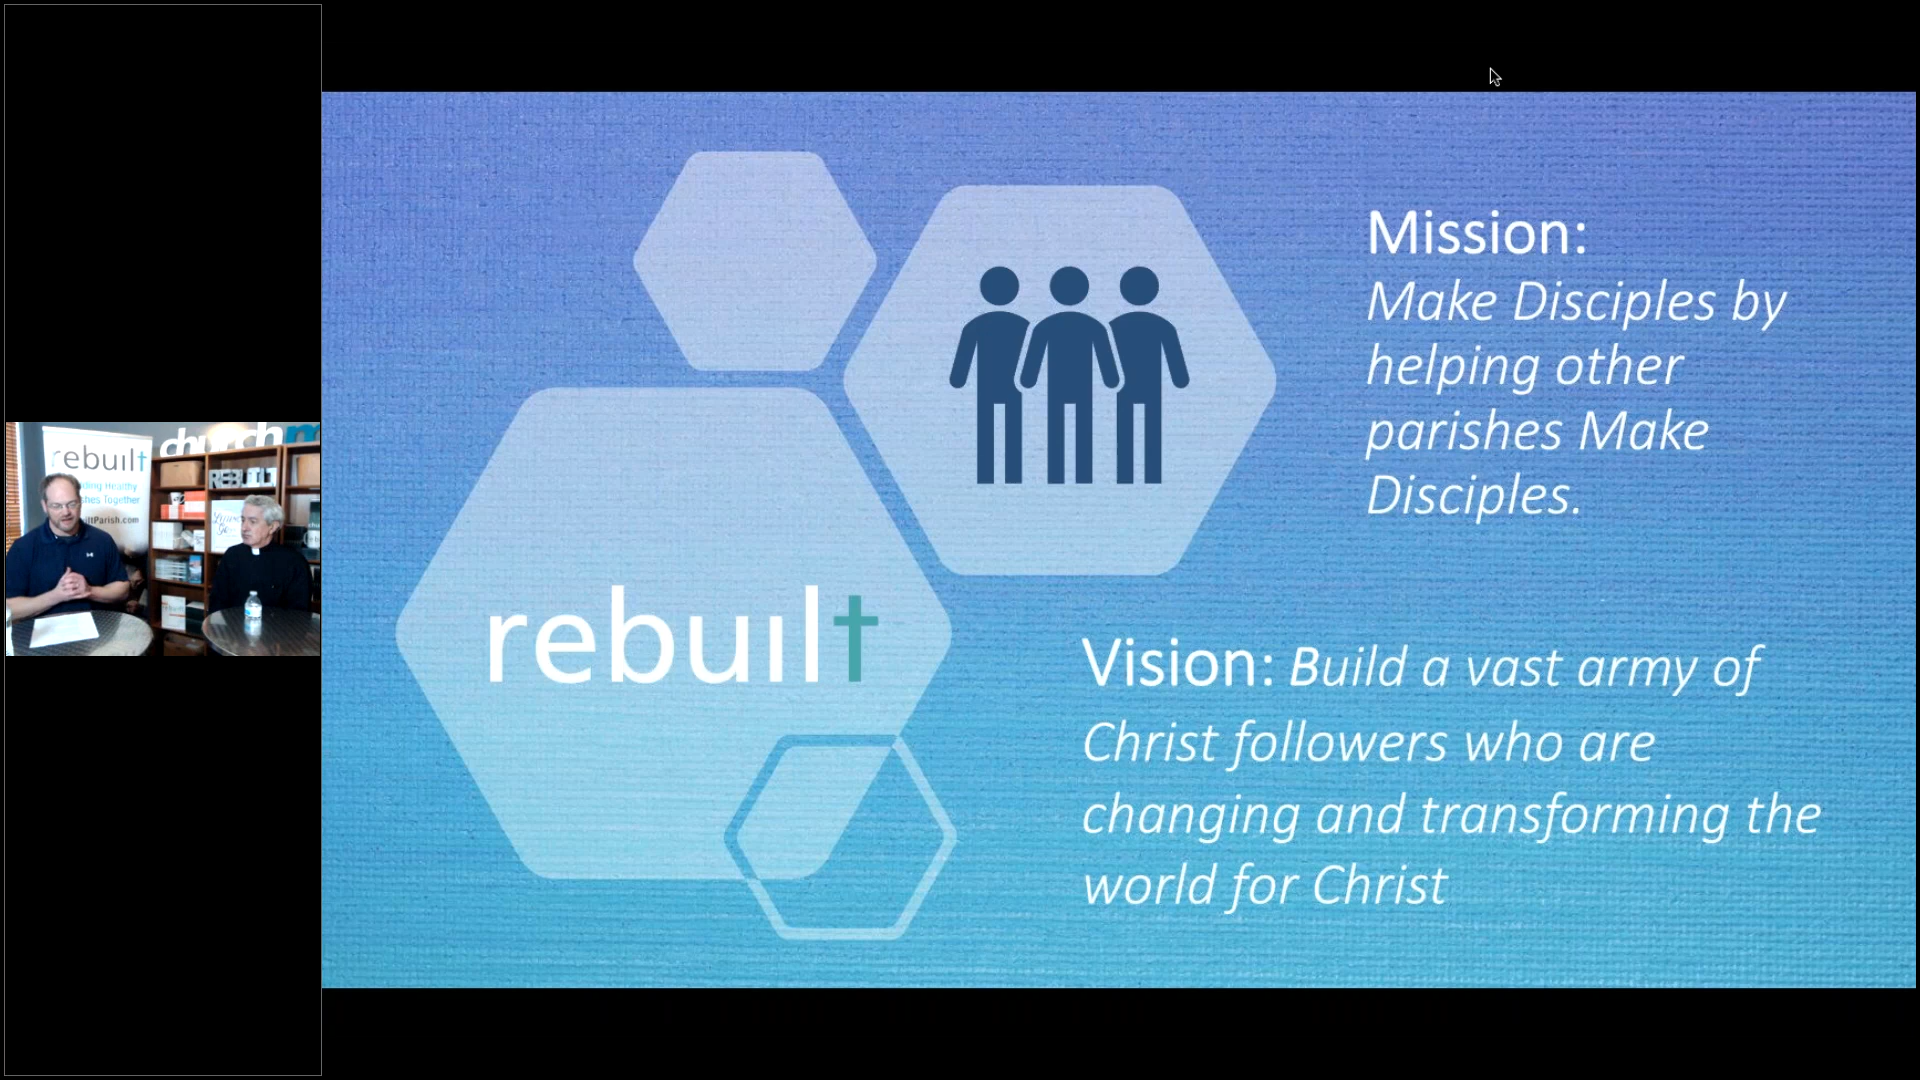 Mission:
Make Disciples by
helping other
parishes Make
Disciples.
rebuilt
Vision: Build a vast army of
Christ followers who are
changing and transforming the
world for Christ
rebuilt
REBUILT